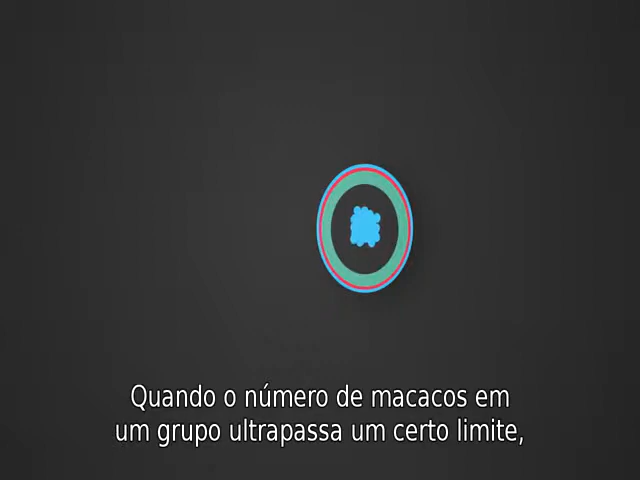 Quando o número de macacos em
um grupo ultrapassa um certo limite,